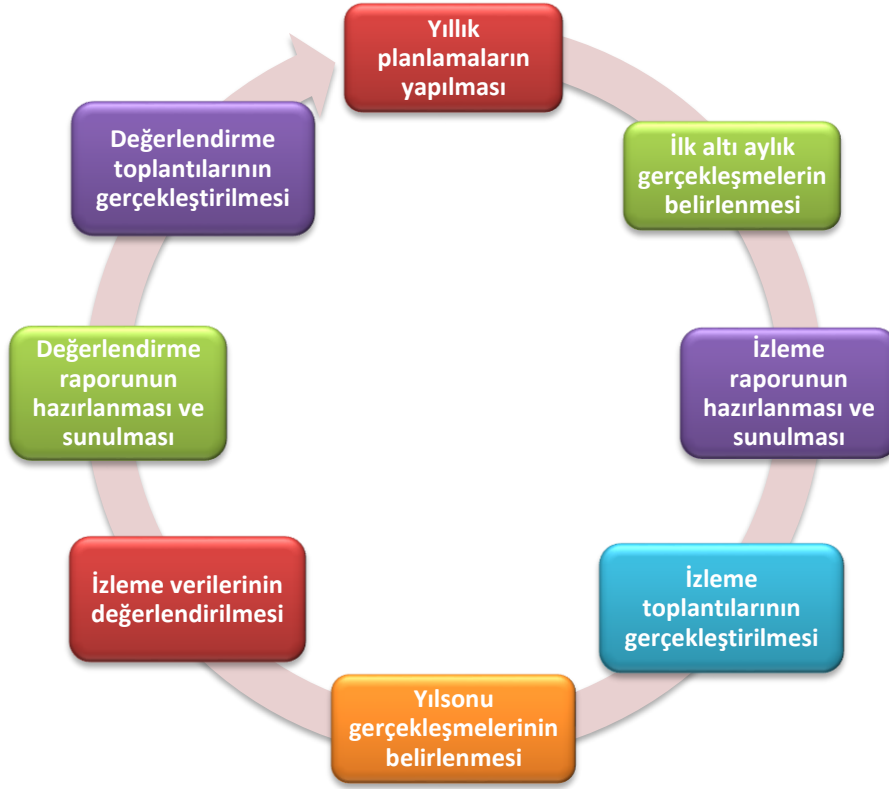 Yıllık
planlamaların
yapılması
İlk altı aylık
gerçekleşmelerin
belirlenmesi
İzleme
raporunun
hazırlanması ve
sunulması
İzleme
toplantılarının
gerçekleştirilmesi
Yılsonu
gerçekleşmelerinin
belirlenmesi
İzleme verilerinin
değerlendirilmesi
Değerlendirme
raporunun
hazırlanması ve
sunulması
Değerlendirme
toplantılarının
gerçekleştirilmesi